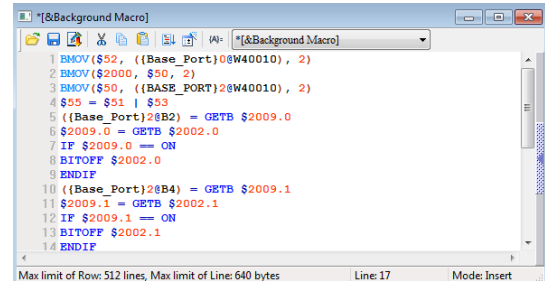 *[&Background Macro]
(A)= *[&Background Macro]
1 BMOV($52, ({Base_Port}0@W40010), 2)
2 BMOV($2000, $50, 2)
3 BMOV($50, ({BASE_PORT}2@W40010), 2)
4 $55 = $51 | $53
5 ({Base_Port}2@B2) = GETB $2009.0
6 $2009.0 = GETB $2002.0
7 IF $2009.0 == ON
8 BITOFF $2002.0
9 ENDIF
10 ({Base_Port}2@B4) = GETB $2009.1
11 $2009.1 = GETB $2002.1
12 IF $2009.1 == ON
13 BITOFF $2002.1
14 ENDIF
Max limit of Row: 512 lines, Max limit of Line: 640 bytes Line: 17 Mode: Insert